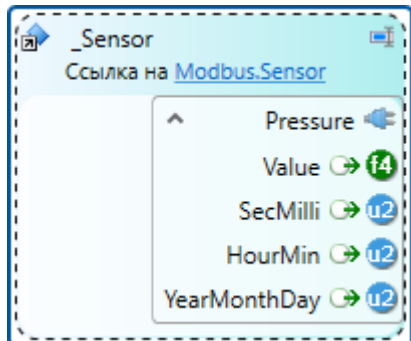 _Sensor
Ссылка на Modbus.Sensor
Pressure
Value f4
SecMilli u2
HourMin u2
YearMonthDay u2